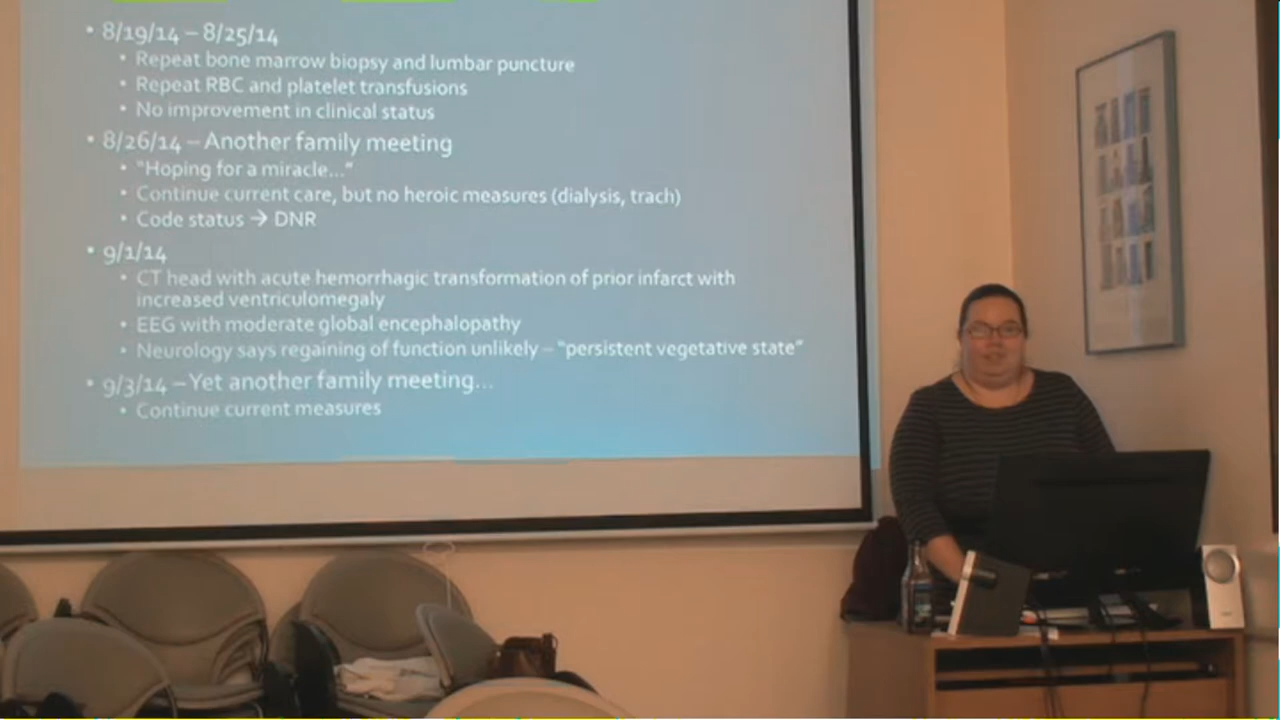 • 8/19/14 – 8/25/14
• Repeat bone marrow biopsy and lumbar puncture
• Repeat RBC and platelet transfusions
• No improvement in clinical status
• 8/26/14 – Another family meeting
• "Hoping for a miracle..."
• Continue current care, but no heroic measures (dialysis, trach)
• Code status → DNR
• 9/1/14
• CT head with acute hemorrhagic transformation of prior infarct with
increased ventriculomegaly
• EEG with moderate global encephalopathy
• Neurology says regaining of function unlikely – "persistent vegetative state"
• 9/3/14 – Yet another family meeting...
• Continue current measures